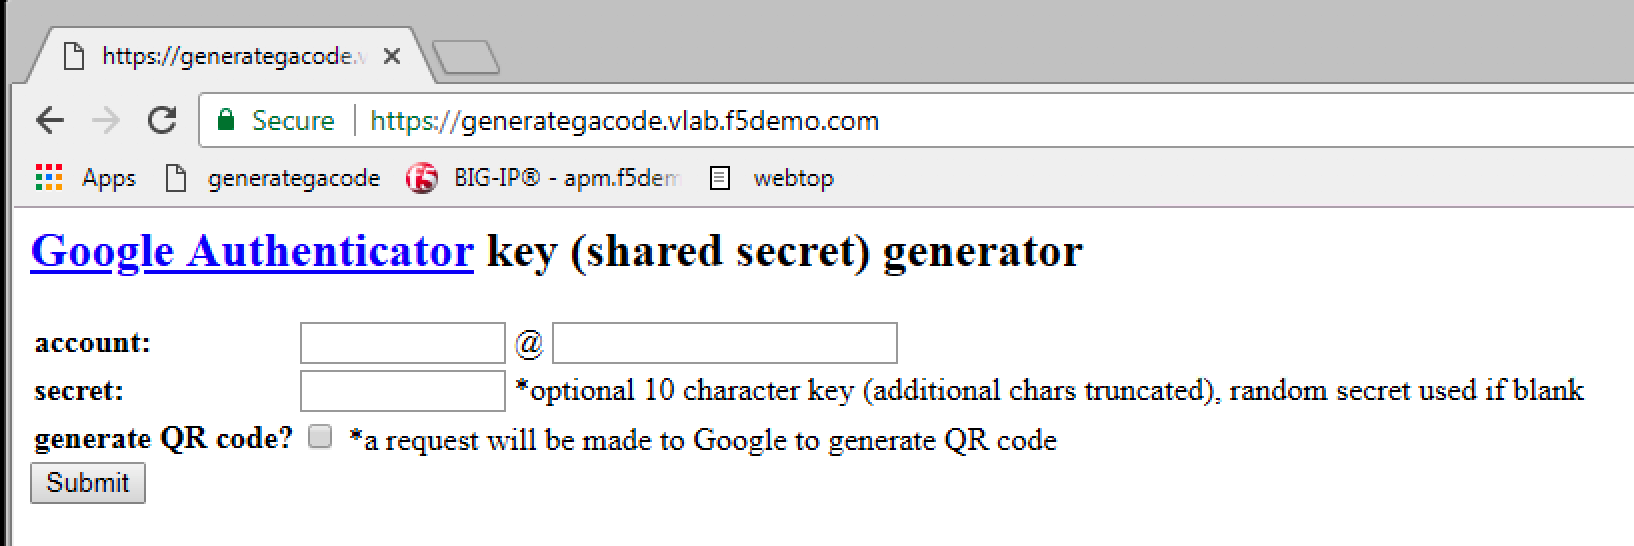 https://generategacode.v
Secure https://generategacode.vlab.f5demo.com
Apps generategacode f5 BIG-IP® - apm.f5dem webtop
Google Authenticator key (shared secret) generator
account: @
secret: *optional 10 character key (additional chars truncated), random secret used if blank
generate QR code? *a request will be made to Google to generate QR code
Submit